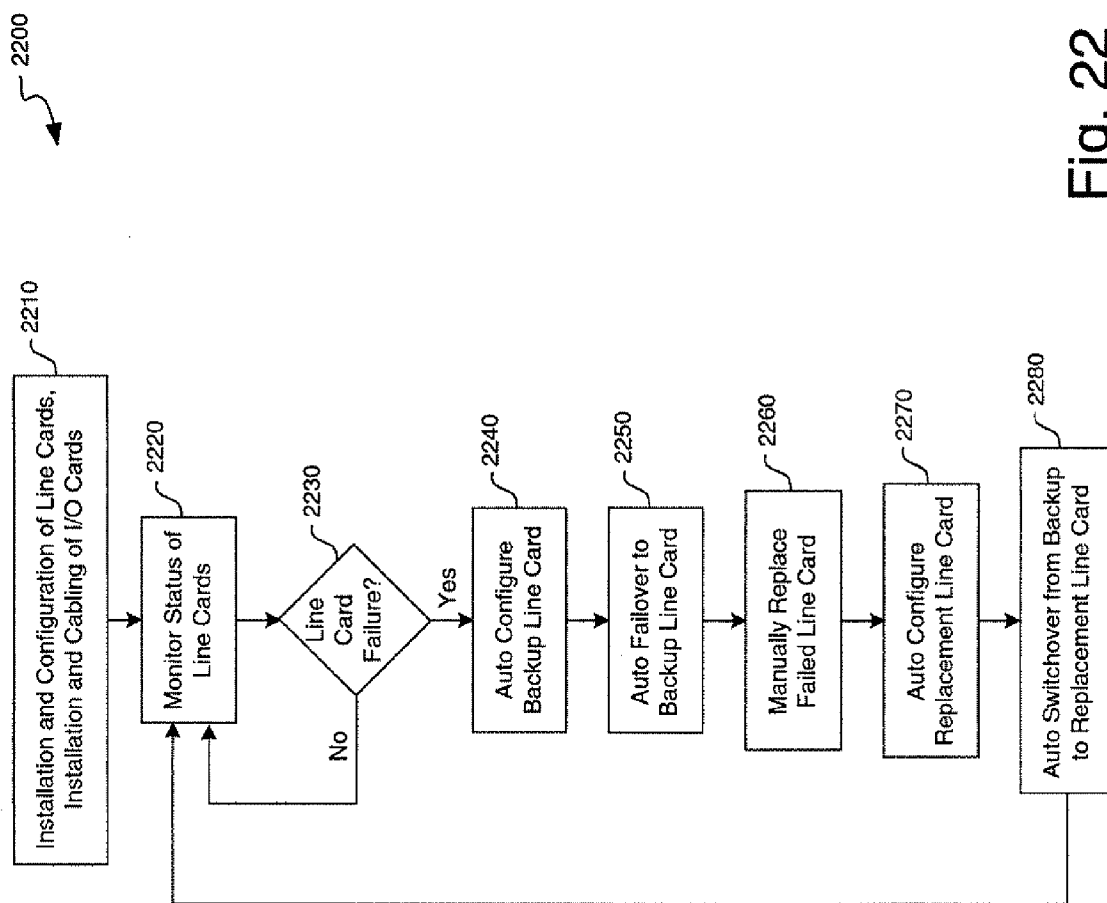 2200
2210
Installation and Configuration of Line Cards,
Installation and Cabling of I/O Cards
2220
Monitor Status of
Line Cards
2230
Line
Card
Failure?
No
Yes
2240
Auto Configure
Backup Line Card
2250
Auto Failover to
Backup Line Card
2260
Manually Replace
Failed Line Card
2270
Auto Configure
Replacement Line Card
2280
Auto Switchover from Backup
to Replacement Line Card
Fig. 22